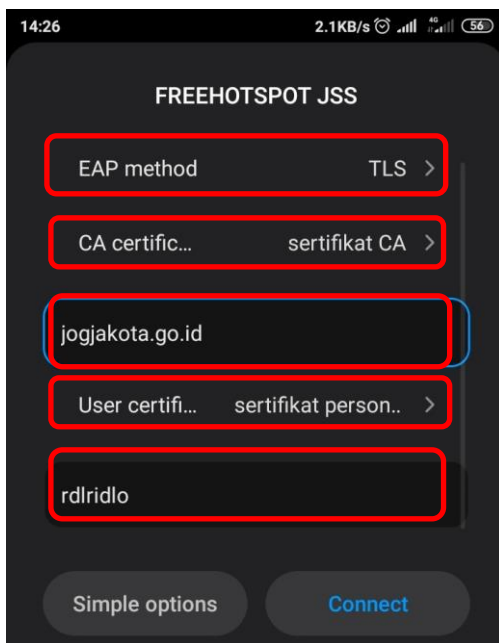 14:26 2.1KB/s 4G 56
FREEHOTSPOT JSS
EAP method TLS >
CA certific... sertifikat CA >
jogjakota.go.id
User certifi... sertifikat person.. >
rdlridlo
Simple options Connect